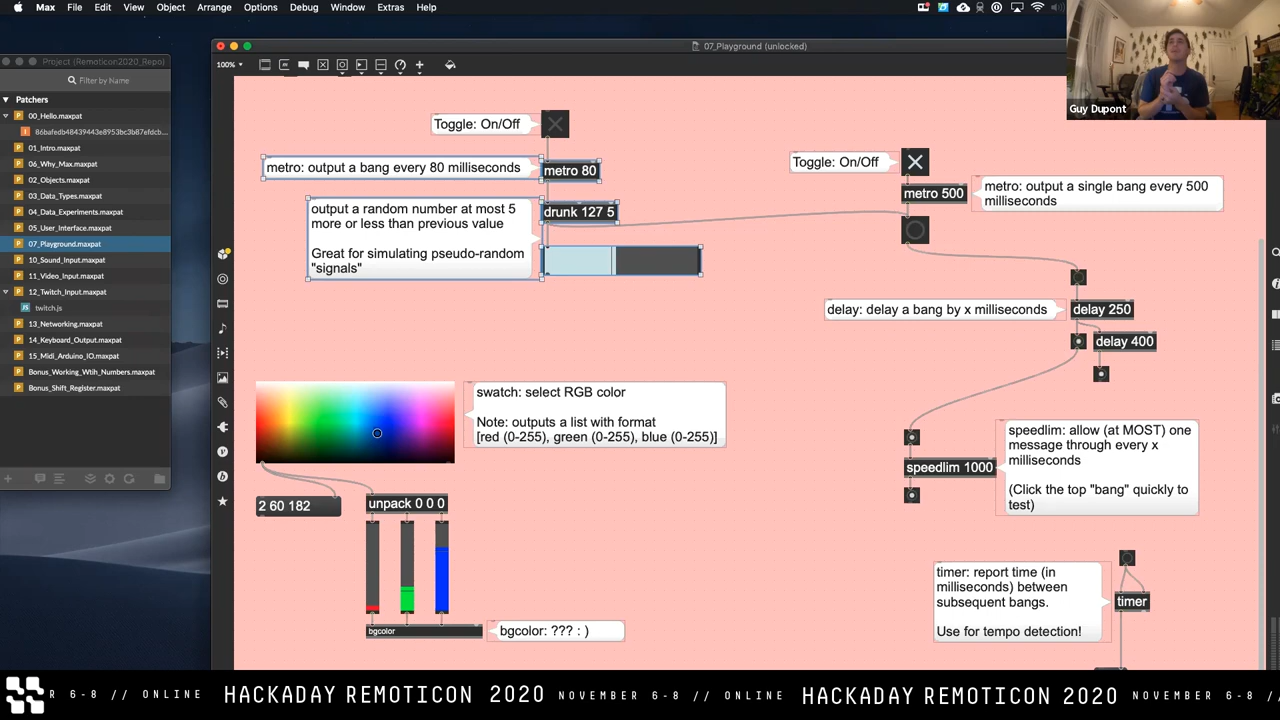 Max File Edit View Object Arrange Options Debug Window Extras Help
Project (Remoticon2020_Repo)
Filter by Name
Patchers
00_Hello.maxpat
86bafedb48439443e8953bc3b87efdcb...
01_Intro.maxpat
06_Why_Max.maxpat
02_Objects.maxpat
03_Data_Types.maxpat
04_Data_Experiments.maxpat
05_User_Interface.maxpat
07_Playground.maxpat
10_Sound_Input.maxpat
11_Video_Input.maxpat
12_Twitch_Input.maxpat
twitch.js
13_Networking.maxpat
14_Keyboard_Output.maxpat
15_Midi_Arduino_IO.maxpat
Bonus_Working_Wtih_Numbers.maxpat
Bonus_Shift_Register.maxpat
07_Playground (unlocked)
100%
Toggle: On/Off
metro: output a bang every 80 milliseconds
metro 80
output a random number at most 5
more or less than previous value
Great for simulating pseudo-random
"signals"
drunk 127 5
Toggle: On/Off
metro 500
metro: output a single bang every 500
milliseconds
delay: delay a bang by x milliseconds
delay 250
delay 400
swatch: select RGB color
Note: outputs a list with format
[red (0-255), green (0-255), blue (0-255)]
2 60 182
unpack 0 0 0
bgcolor
bgcolor: ??? : )
speedlim 1000
speedlim: allow (at MOST) one
message through every x
milliseconds
(Click the top "bang" quickly to
test)
timer: report time (in
milliseconds) between
subsequent bangs.
Use for tempo detection!
timer
Guy Dupont
R 6-8 // ONLINE HACKADAY REMOTICON 2020 NOVEMBER 6-8 // ONLINE HACKADAY REMOTICON 2020 NOVEMBER 6-8 /